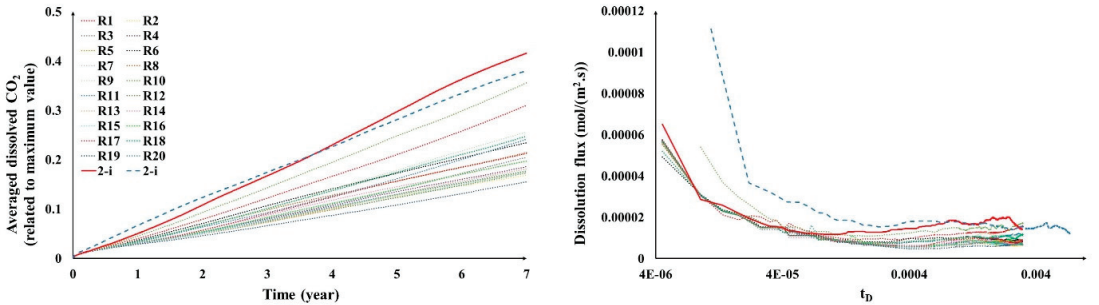 Averaged dissolved CO2
(related to maximum value)
0.5
0.4
0.3
0.2
0.1
0
R1 R2
R3 R4
R5 R6
R7 R8
R9 R10
R11 R12
R13 R14
R15 R16
R17 R18
R19 R20
2-i 2-i
0 1 2 3 4 5 6 7
Time (year)
Dissolution flux (mol/(m2.s))
0.00012
0.0001
0.00008
0.00006
0.00004
0.00002
0
4E-06 4E-05 0.0004 0.004
tD